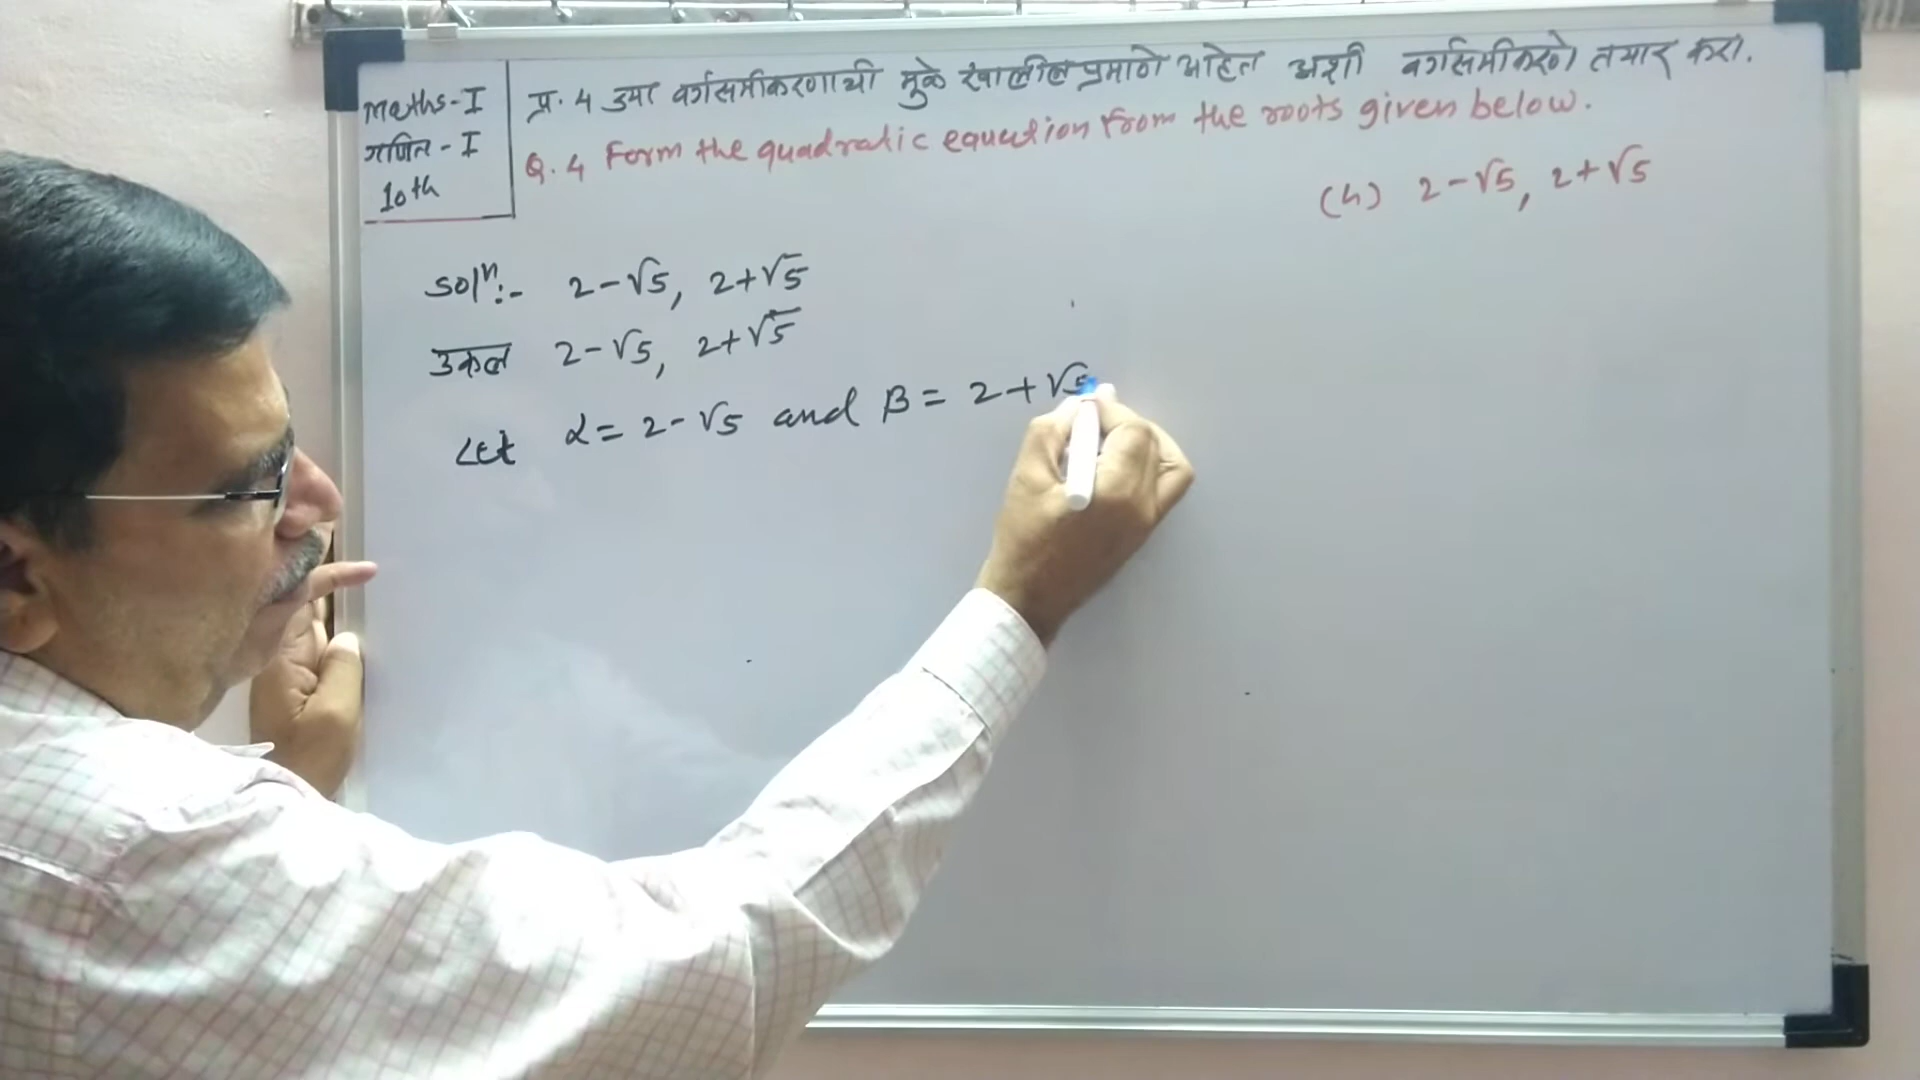 Maths-I
गणित-I
10th
प्र. 4 ज्या वर्गसमीकरणाची मुळे खालीलप्रमाणे आहेत अशी वर्गसमीकरणे तयार करा.
Q. 4 Form the quadratic equation from the roots given below.
(4) 2-√5, 2+√5
Solⁿ:- 2-√5, 2+√5
उकल 2-√5, 2+√5
Let α = 2-√5 and β = 2+√5